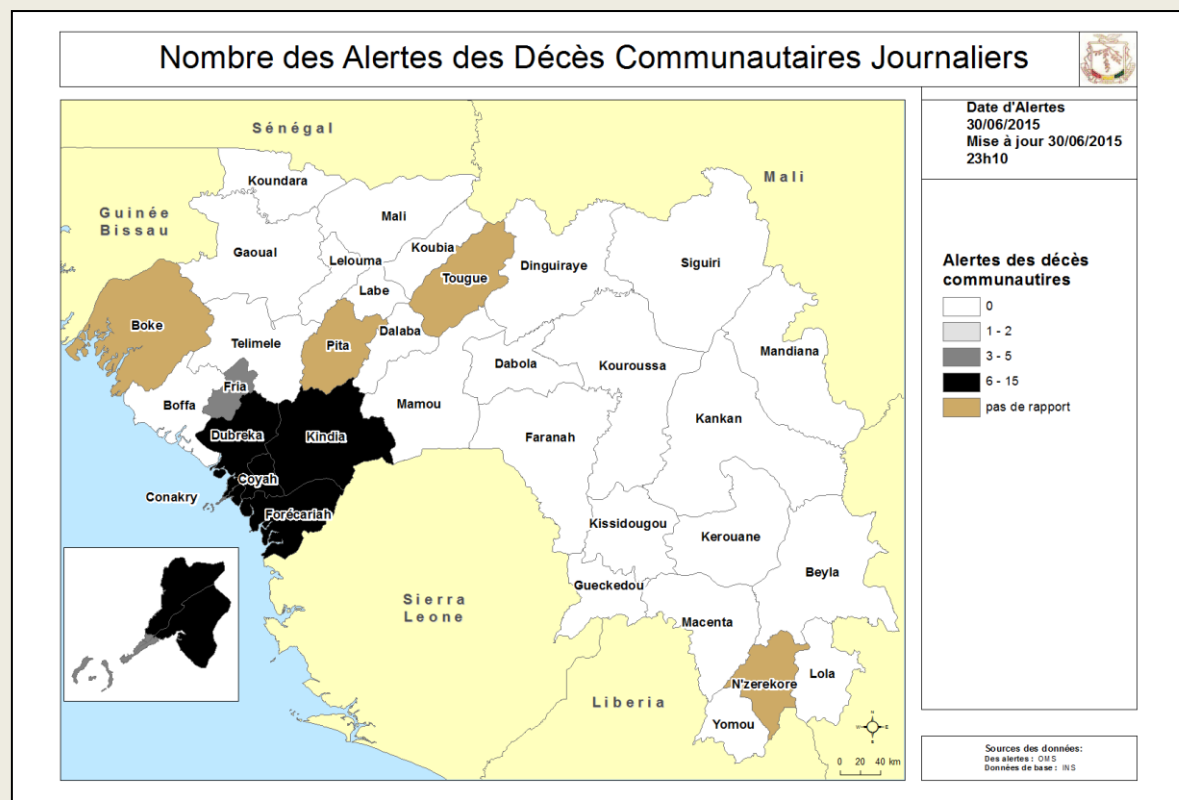 Nombre des Alertes des Décès Communautaires Journaliers
Date d'Alertes
30/06/2015
Mise à jour 30/06/2015
23h10
Sénégal
Mali
Guinée
Bissau
Koundara
Mali
Gaoual
Koubia
Lelouma
Tougue
Dinguiraye
Siguiri
Labe
Boke
Telimele
Pita
Dalaba
Mandiana
Dabola
Kouroussa
Fria
Boffa
Mamou
Kankan
Dubreka
Kindia
Faranah
Coyah
Conakry
Forécariah
Kissidougou
Kerouane
Beyla
Gueckedou
Sierra
Leone
Macenta
Lola
N'zerekore
Liberia
Yomou
N
0 20 40 km
Alertes des décès
communautires
0
1 - 2
3 - 5
6 - 15
pas de rapport
Sources des données:
Des alertes : OMS
Données de base : INS